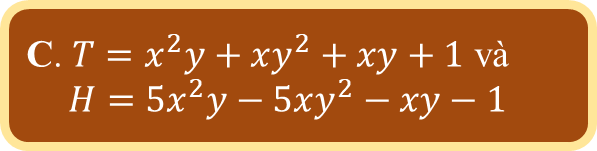 C. T = x²y + xy² + xy + 1 và
H = 5x²y − 5xy² − xy − 1